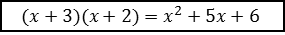 (x + 3)(x + 2) = x² + 5x + 6